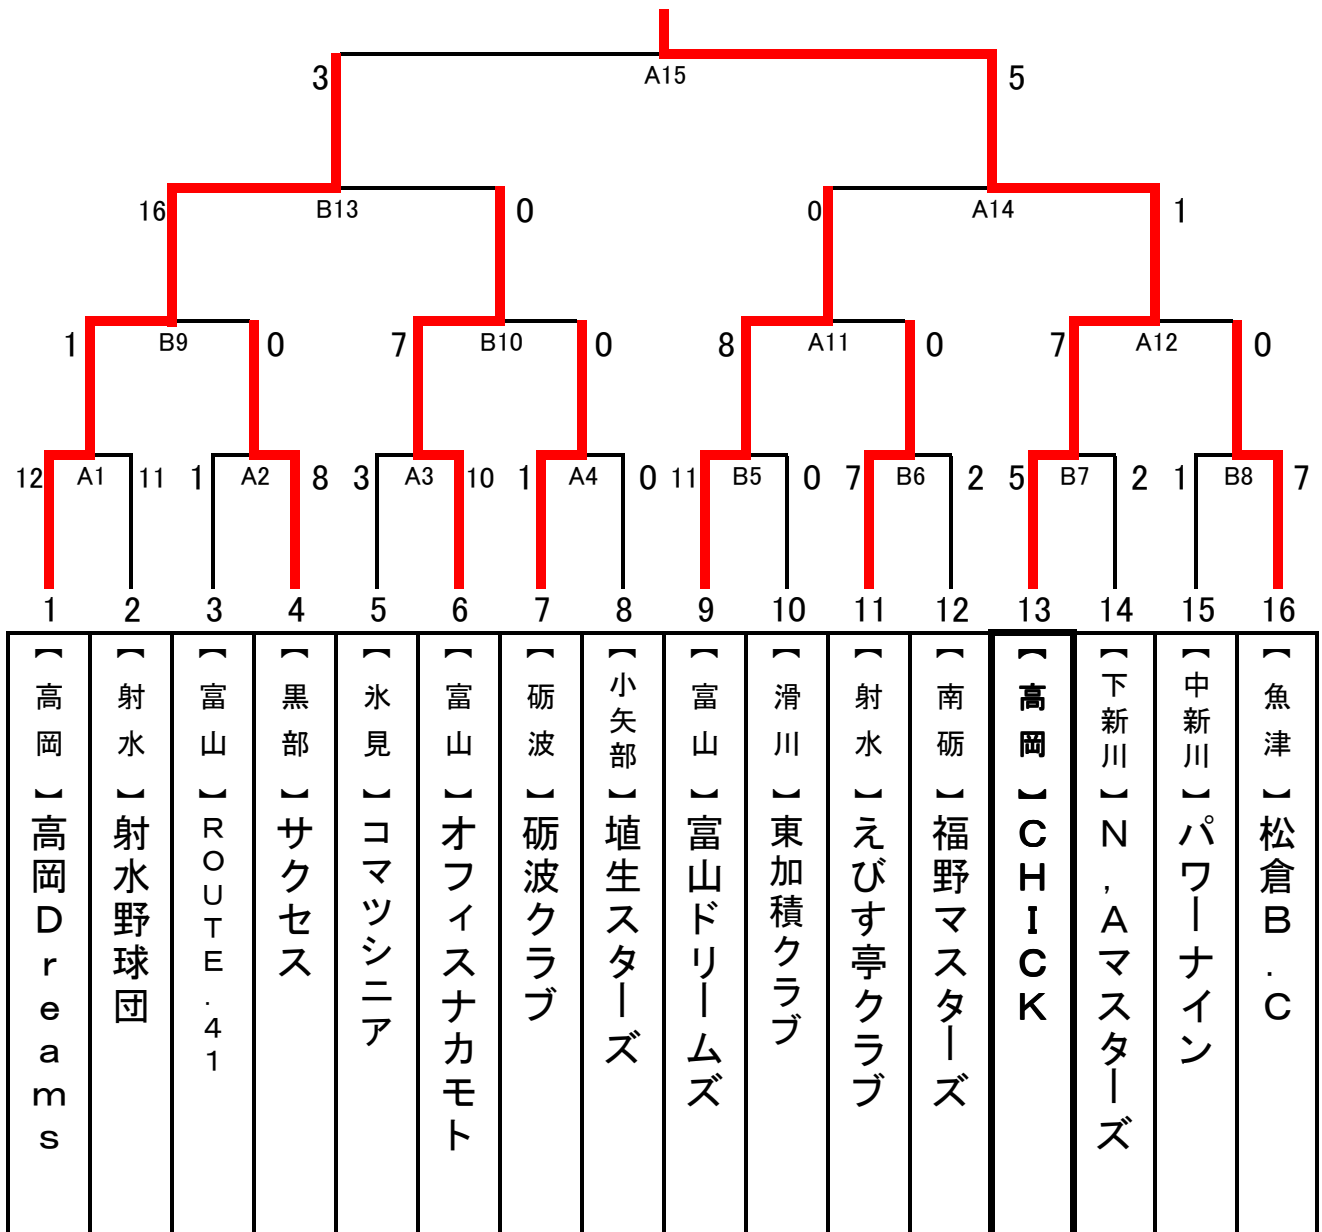 3 A15 5
16 B13 0 0 A14 1
1 B9 0 7 B10 0 8 A11 0 7 A12 0
12 A1 11 1 A2 8 3 A3 10 1 A4 0 11 B5 0 7 B6 2 5 B7 2 1 B8 7
1 2 3 4 5 6 7 8 9 10 11 12 13 14 15 16
【高岡】高岡Dreams
【射水】射水野球団
【富山】ROUTE.41
【黒部】サクセス
【氷見】コマツシニア
【富山】オフィスナカモト
【砺波】砺波クラブ
【小矢部】埴生スターズ
【富山】富山ドリームズ
【滑川】東加積クラブ
【射水】えびす亭クラブ
【南砺】福野マスターズ
【高岡】CHICK
【下新川】N,Aマスターズ
【中新川】パワーナイン
【魚津】松倉B.C